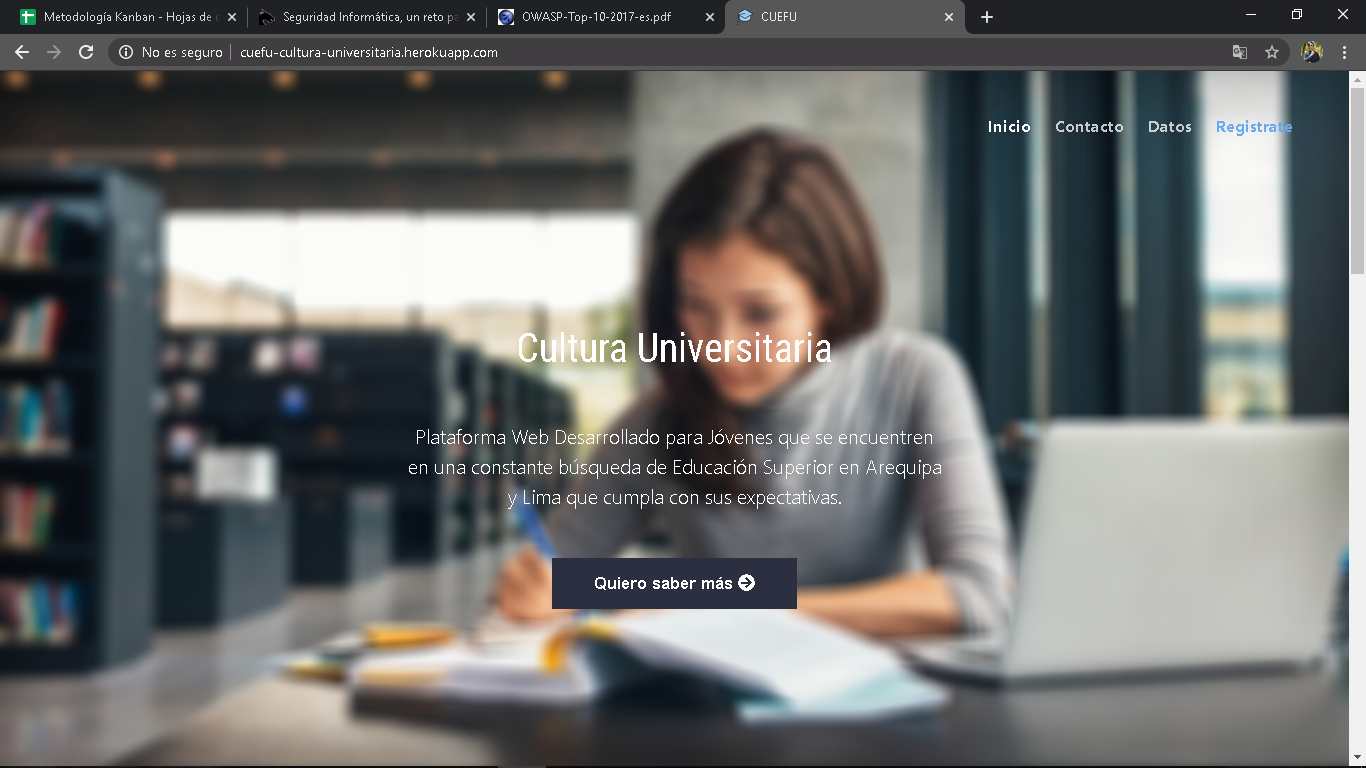 Metodología Kanban - Hojas de c
Seguridad Informática, un reto pa
OWASP-Top-10-2017-es.pdf
CUEFU
No es seguro
cuefu-cultura-universitaria.herokuapp.com
Inicio
Contacto
Datos
Registrate
Cultura Universitaria
Plataforma Web Desarrollado para Jóvenes que se encuentren
en una constante búsqueda de Educación Superior en Arequipa
y Lima que cumpla con sus expectativas.
Quiero saber más